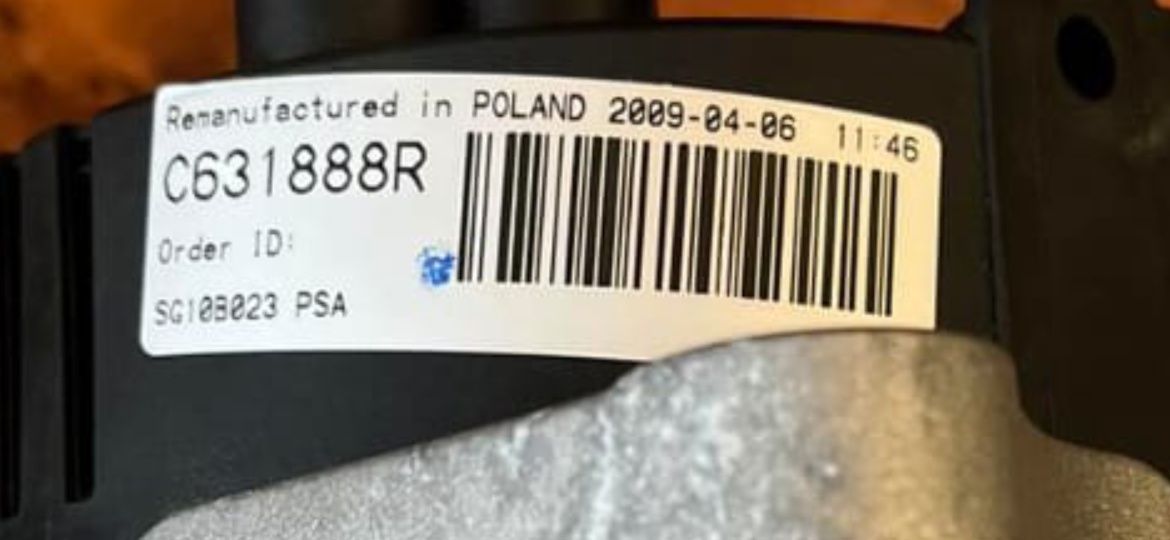 Remanufactured in POLAND 2009-04-06 11:46
C631888R
Order ID:
SG10B023 PSA